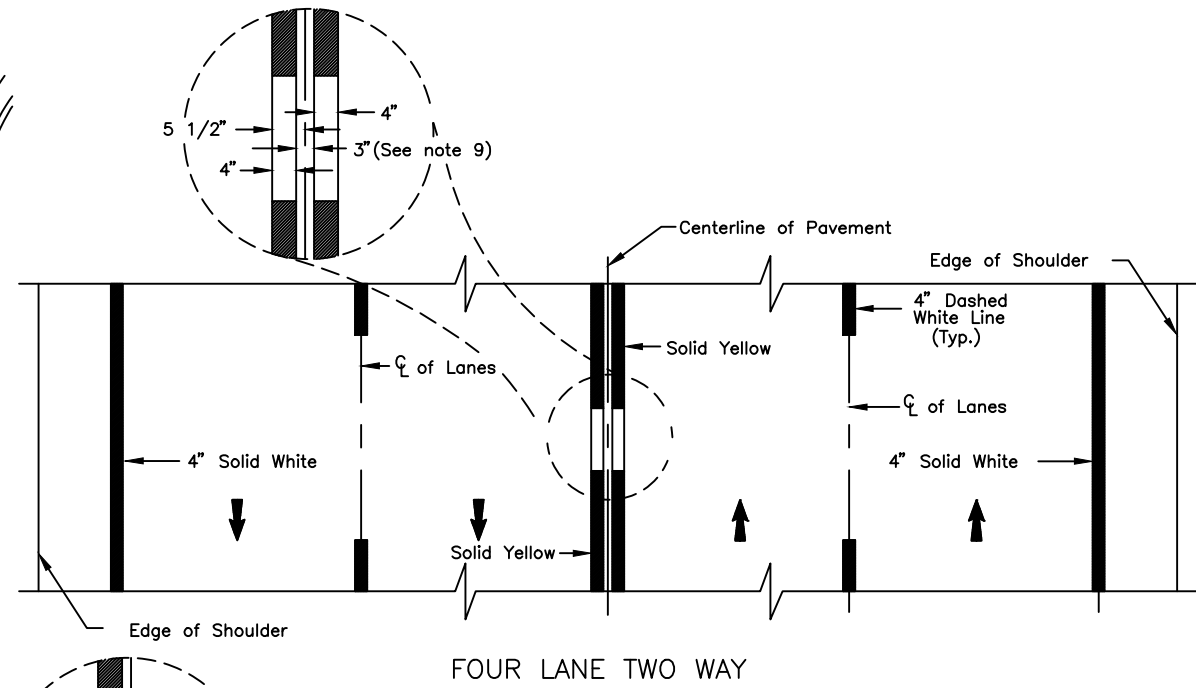 4"
5 1/2"
3"(See note 9)
4"
Centerline of Pavement
Edge of Shoulder
4" Dashed
White Line
(Typ.)
Solid Yellow
℄ of Lanes
℄ of Lanes
4" Solid White
4" Solid White
Solid Yellow
Edge of Shoulder
FOUR LANE TWO WAY